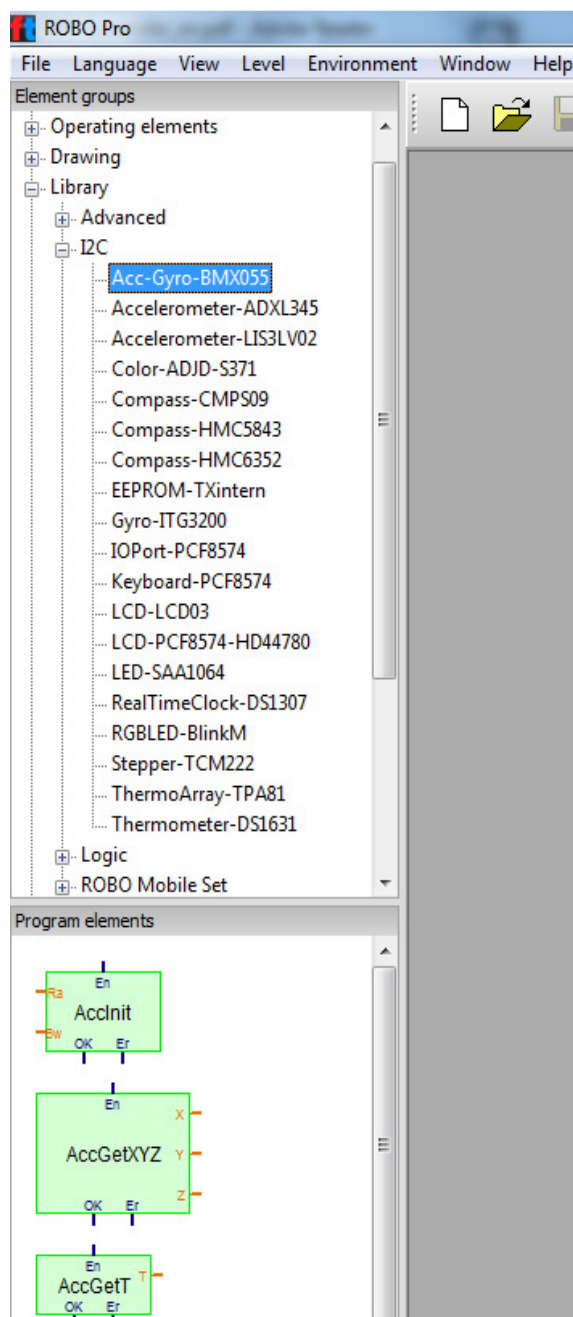 ft ROBO Pro
File Language View Level Environment Window Help
Element groups
Operating elements
Drawing
Library
Advanced
I2C
Acc-Gyro-BMX055
Accelerometer-ADXL345
Accelerometer-LIS3LV02
Color-ADJD-S371
Compass-CMPS09
Compass-HMC5843
Compass-HMC6352
EEPROM-TXintern
Gyro-ITG3200
IOPort-PCF8574
Keyboard-PCF8574
LCD-LCD03
LCD-PCF8574-HD44780
LED-SAA1064
RealTimeClock-DS1307
RGBLED-BlinkM
Stepper-TCM222
ThermoArray-TPA81
Thermometer-DS1631
Logic
ROBO Mobile Set
Program elements
En
Ra
AccInit
Bw
OK Er
En
X
AccGetXYZ Y
Z
OK Er
En
T
AccGetT
OK Er